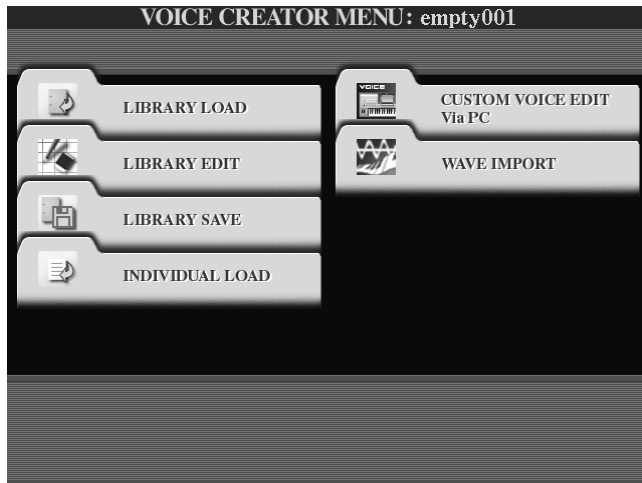 VOICE CREATOR MENU: empty001
LIBRARY LOAD
LIBRARY EDIT
LIBRARY SAVE
INDIVIDUAL LOAD
VOICE
CUSTOM VOICE EDIT
Via PC
WAVE IMPORT